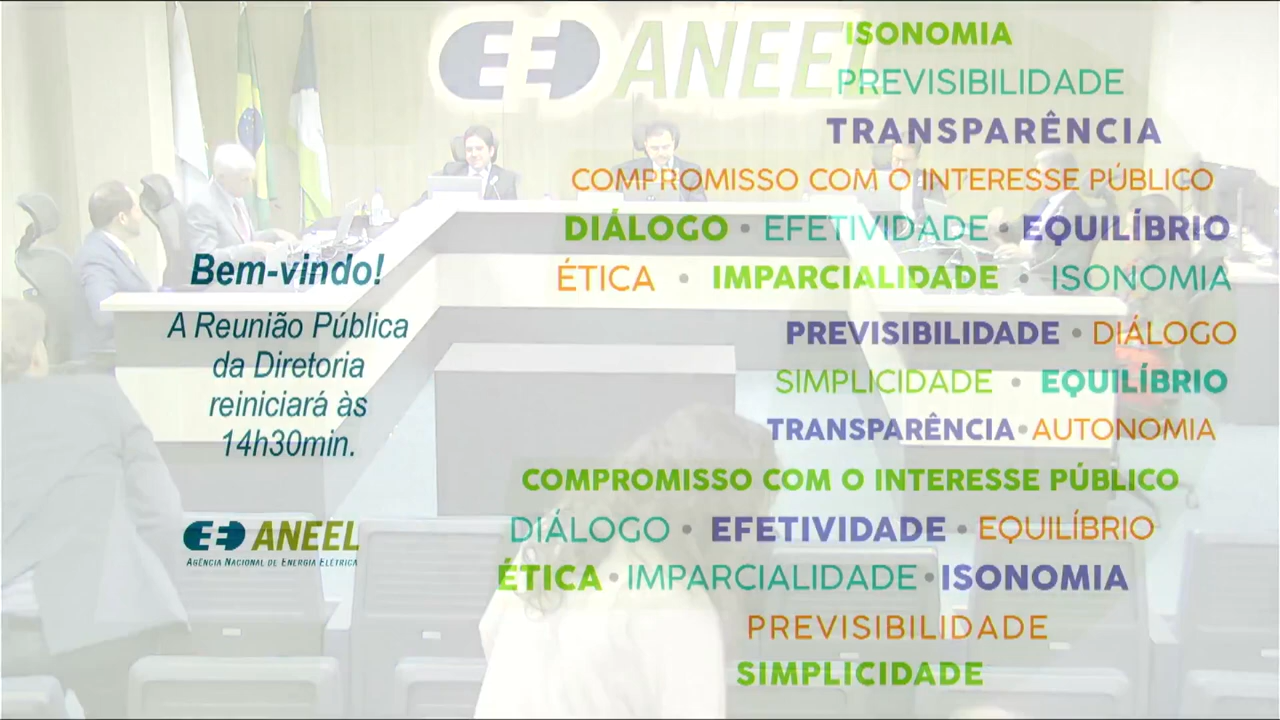 ANEEL
ISONOMIA
PREVISIBILIDADE
TRANSPARÊNCIA
COMPROMISSO COM O INTERESSE PÚBLICO
DIÁLOGO • EFETIVIDADE • EQUILÍBRIO
ÉTICA • IMPARCIALIDADE • ISONOMIA
PREVISIBILIDADE • DIÁLOGO
SIMPLICIDADE • EQUILÍBRIO
TRANSPARÊNCIA • AUTONOMIA
COMPROMISSO COM O INTERESSE PÚBLICO
DIÁLOGO • EFETIVIDADE • EQUILÍBRIO
ÉTICA • IMPARCIALIDADE • ISONOMIA
PREVISIBILIDADE
SIMPLICIDADE
Bem-vindo!
A Reunião Pública
da Diretoria
reiniciará às
14h30min.
ANEEL
AGÊNCIA NACIONAL DE ENERGIA ELÉTRICA